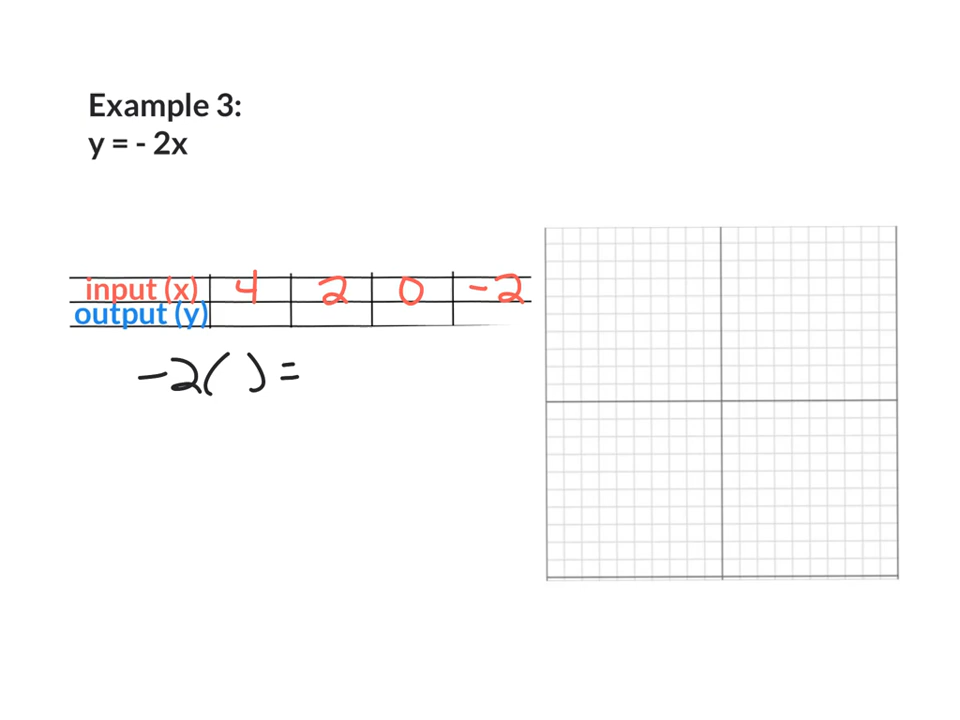 Example 3:
y = - 2x
input (x) 4 2 0 -2
output (y)
-2( ) =